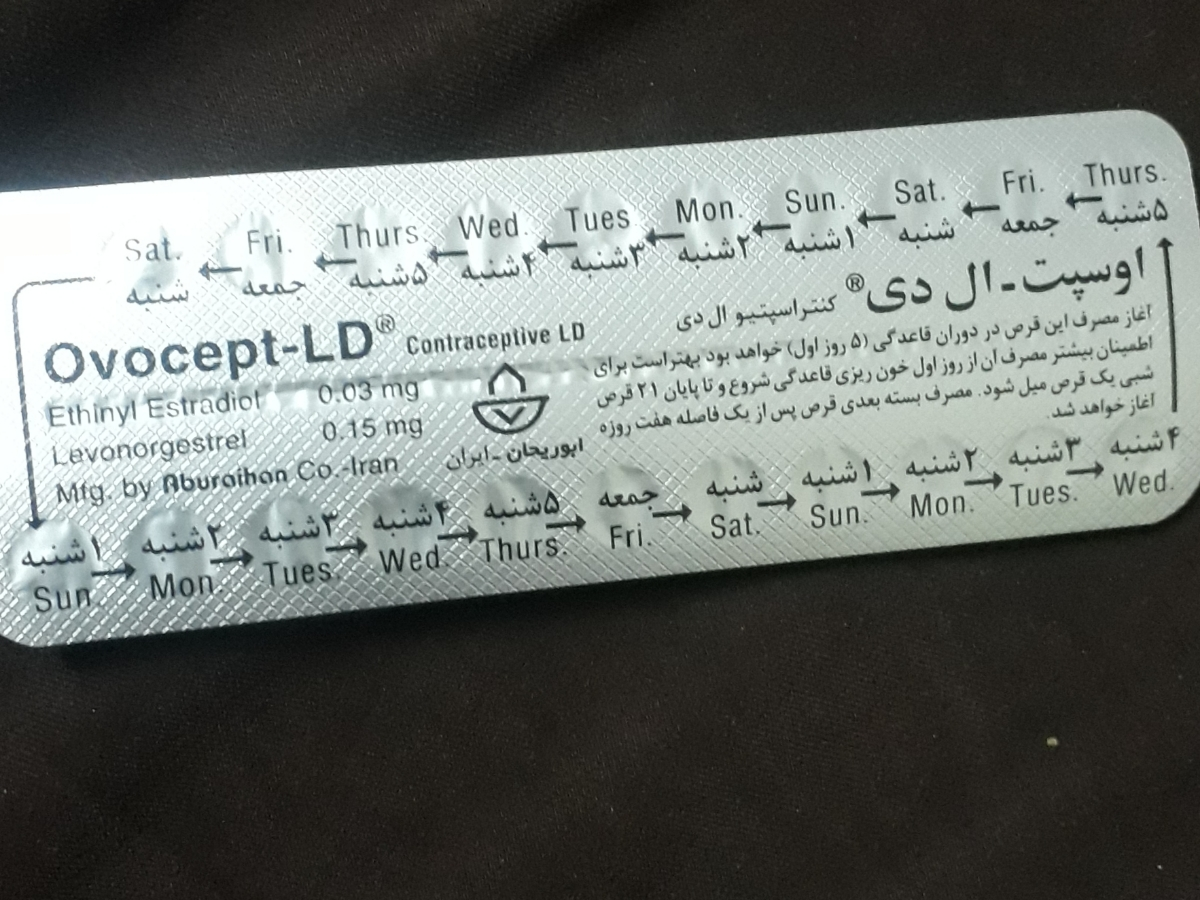 Sat. Fri. Thurs. Wed. Tues. Mon. Sun. Sat. Fri. Thurs.
شنبه جمعه ۵شنبه ۴شنبه ۳شنبه ۲شنبه ۱شنبه شنبه جمعه ۵شنبه
اوسپت-ال دی® کنتراسپتیو ال دی
Ovocept-LD® Contraceptive LD
Ethinyl Estradiol 0.03 mg
Levonorgestrel 0.15 mg
Mfg. by Aburaihan Co.-Iran
ابوریحان-ایران
آغاز مصرف این قرص در دوران قاعدگی (۵ روز اول) خواهد بود بهتراست برای
اطمینان بیشتر مصرف آن از روز اول خون ریزی قاعدگی شروع و تا پایان ۲۱ قرص
شبی یک قرص میل شود. مصرف بسته بعدی قرص پس از یک فاصله هفت روزه
آغاز خواهد شد.
۱شنبه ۲شنبه ۳شنبه ۴شنبه ۵شنبه جمعه شنبه ۱شنبه ۲شنبه ۳شنبه ۴شنبه
Sun. Mon. Tues. Wed. Thurs. Fri. Sat. Sun. Mon. Tues. Wed.